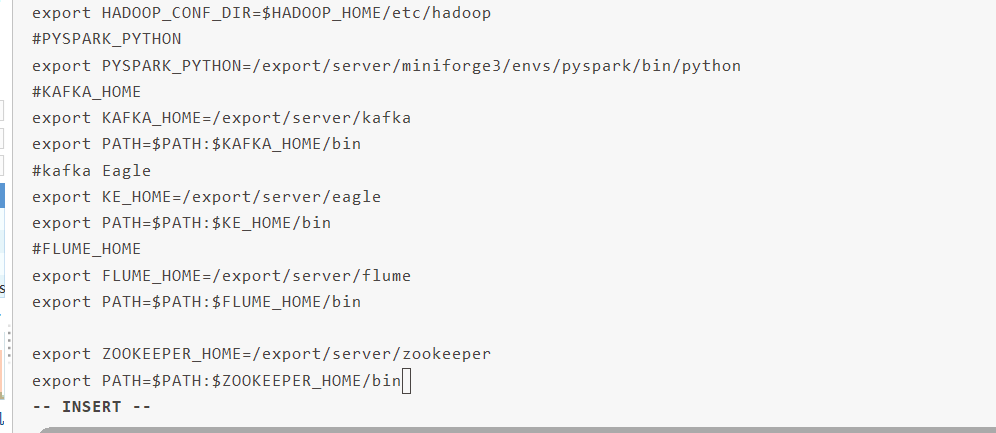 export HADOOP_CONF_DIR=$HADOOP_HOME/etc/hadoop
#PYSPARK_PYTHON
export PYSPARK_PYTHON=/export/server/miniforge3/envs/pyspark/bin/python
#KAFKA_HOME
export KAFKA_HOME=/export/server/kafka
export PATH=$PATH:$KAFKA_HOME/bin
#kafka Eagle
export KE_HOME=/export/server/eagle
export PATH=$PATH:$KE_HOME/bin
#FLUME_HOME
export FLUME_HOME=/export/server/flume
export PATH=$PATH:$FLUME_HOME/bin
export ZOOKEEPER_HOME=/export/server/zookeeper
export PATH=$PATH:$ZOOKEEPER_HOME/bin
-- INSERT --